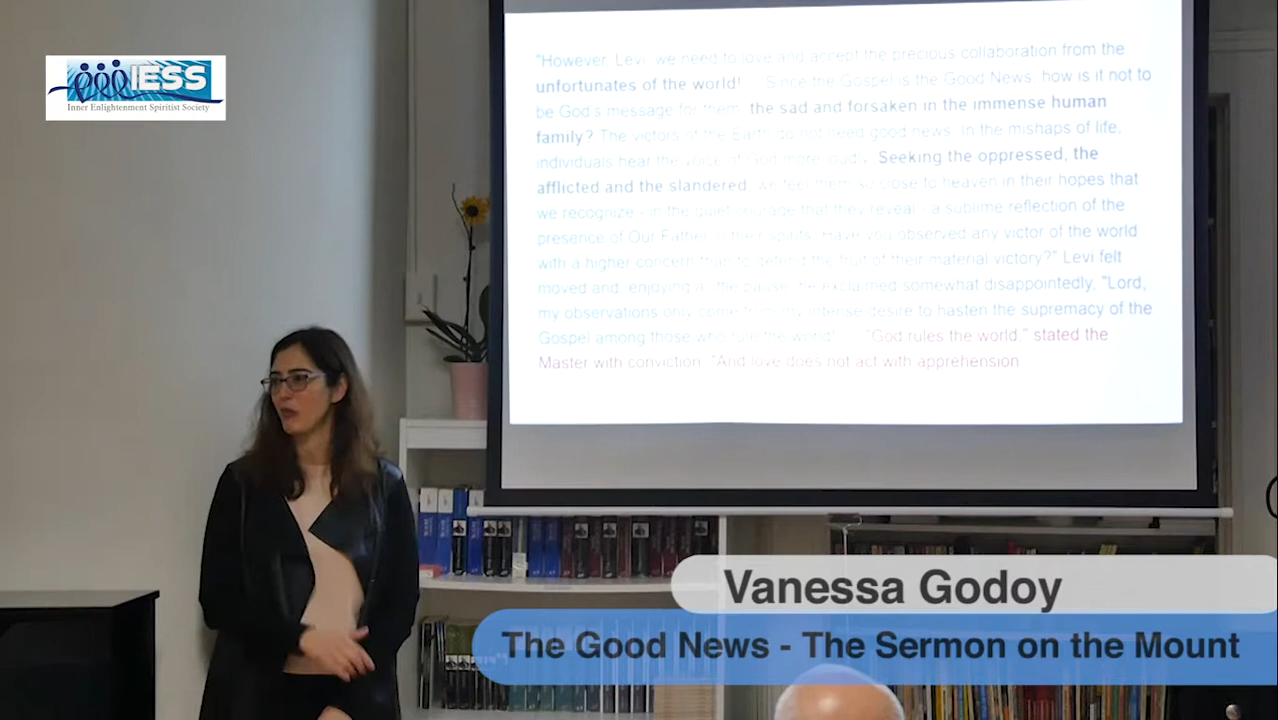 IESS
Inner Enlightenment Spiritist Society
"However, Levi, we need to love and accept the precious collaboration from the
unfortunates of the world! Since the Gospel is the Good News, how is it not to
be God's message for them, the sad and forsaken in the immense human
family? The victors of the Earth do not need good news. In the mishaps of life,
individuals hear the voice of God more loudly. Seeking the oppressed, the
afflicted and the slandered, we feel them so close to heaven in their hopes that
we recognize - in the quiet courage that they reveal - a sublime reflection of the
presence of Our Father in their spirits. Have you observed any victor of the world
with a higher concern than to defend the fruit of their material victory?" Levi felt
moved and, enjoying a little pause, he exclaimed somewhat disappointedly, "Lord,
my observations only come from my intense desire to hasten the supremacy of the
Gospel among those who rule the world! "God rules the world," stated the
Master with conviction. "And love does not act with apprehension
Vanessa Godoy
The Good News - The Sermon on the Mount